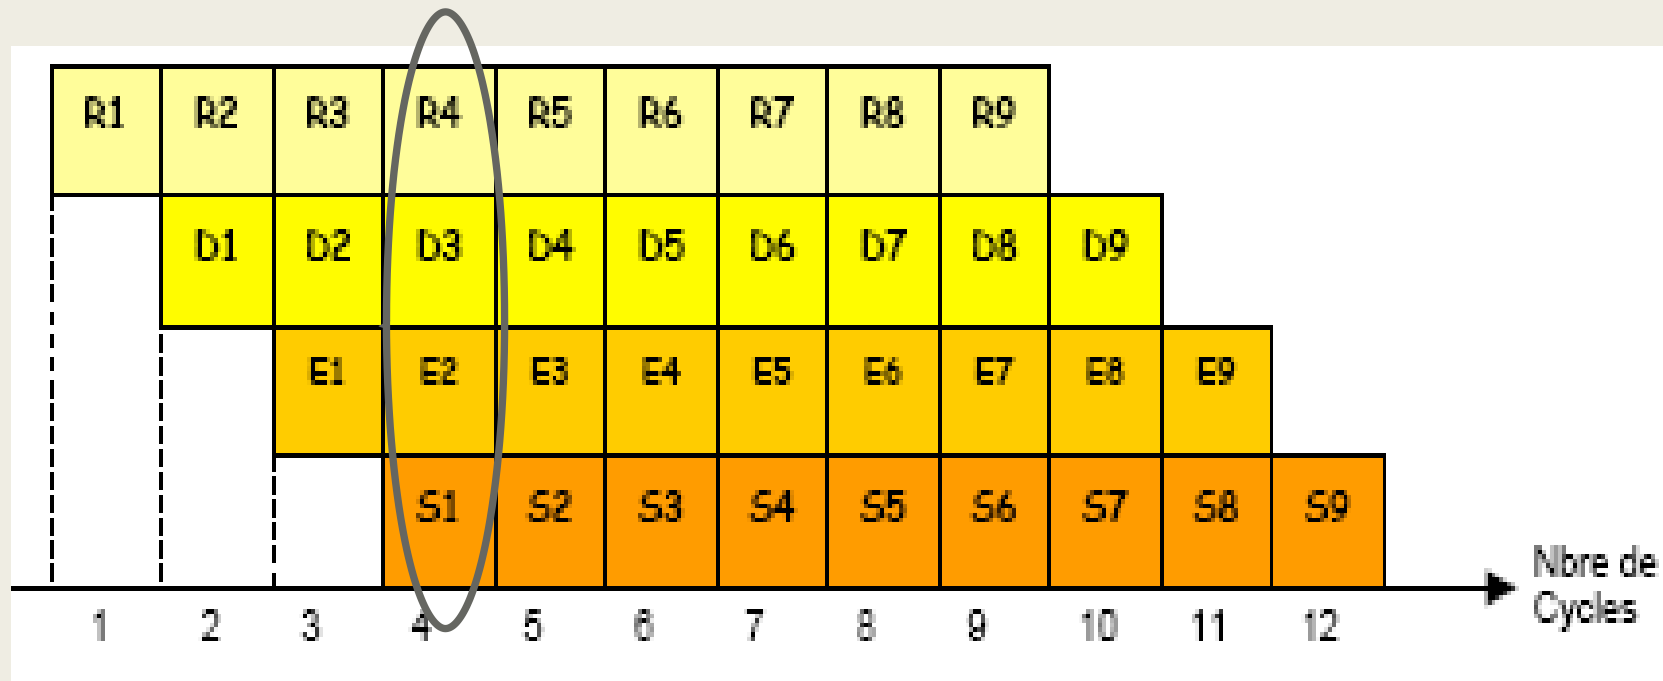 R1 R2 R3 R4 R5 R6 R7 R8 R9
D1 D2 D3 D4 D5 D6 D7 D8 D9
E1 E2 E3 E4 E5 E6 E7 E8 E9
S1 S2 S3 S4 S5 S6 S7 S8 S9
Nbre de
Cycles
1 2 3 4 5 6 7 8 9 10 11 12